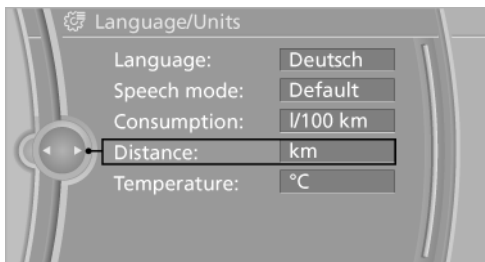 Language/Units
Language: Deutsch
Speech mode: Default
Consumption: l/100 km
Distance: km
Temperature: °C